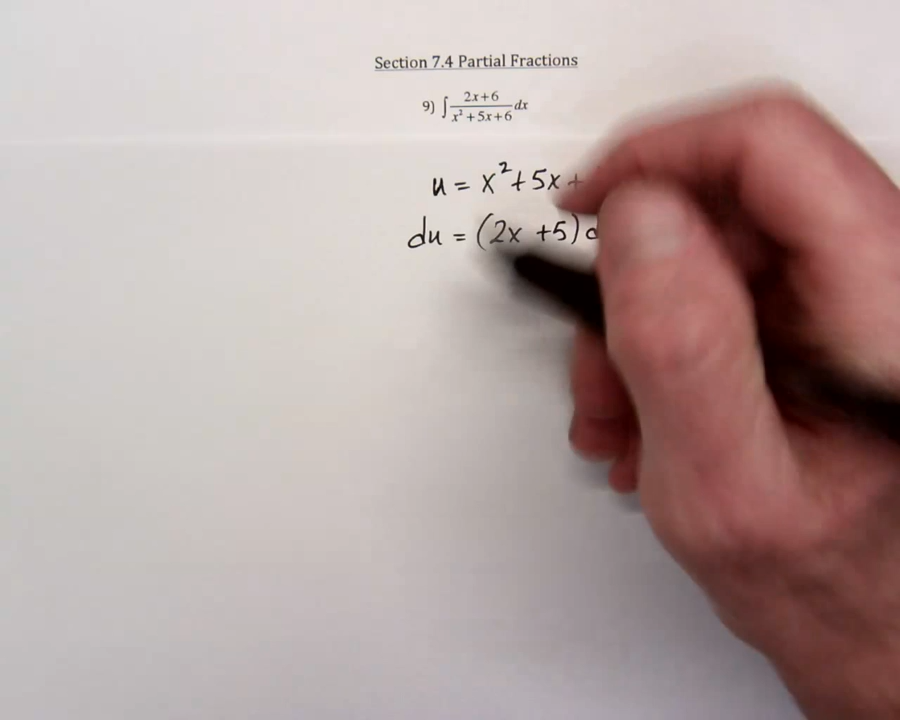 Section 7.4 Partial Fractions
9) ∫ (2x+6)/(x²+5x+6) dx
u = x²+5x+
du = (2x+5)